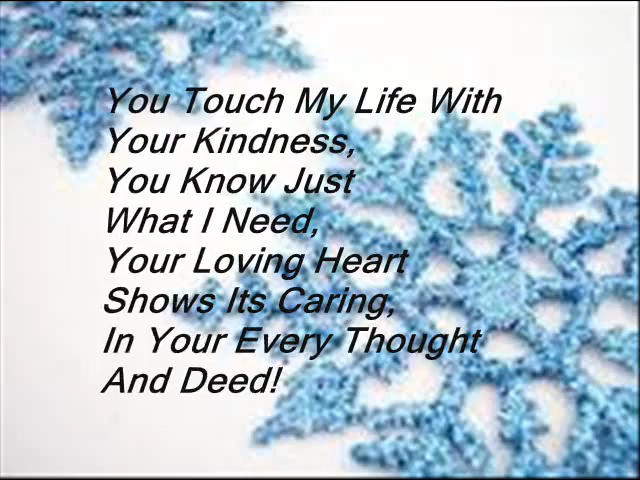 You Touch My Life With
Your Kindness,
You Know Just
What I Need,
Your Loving Heart
Shows Its Caring,
In Your Every Thought
And Deed!